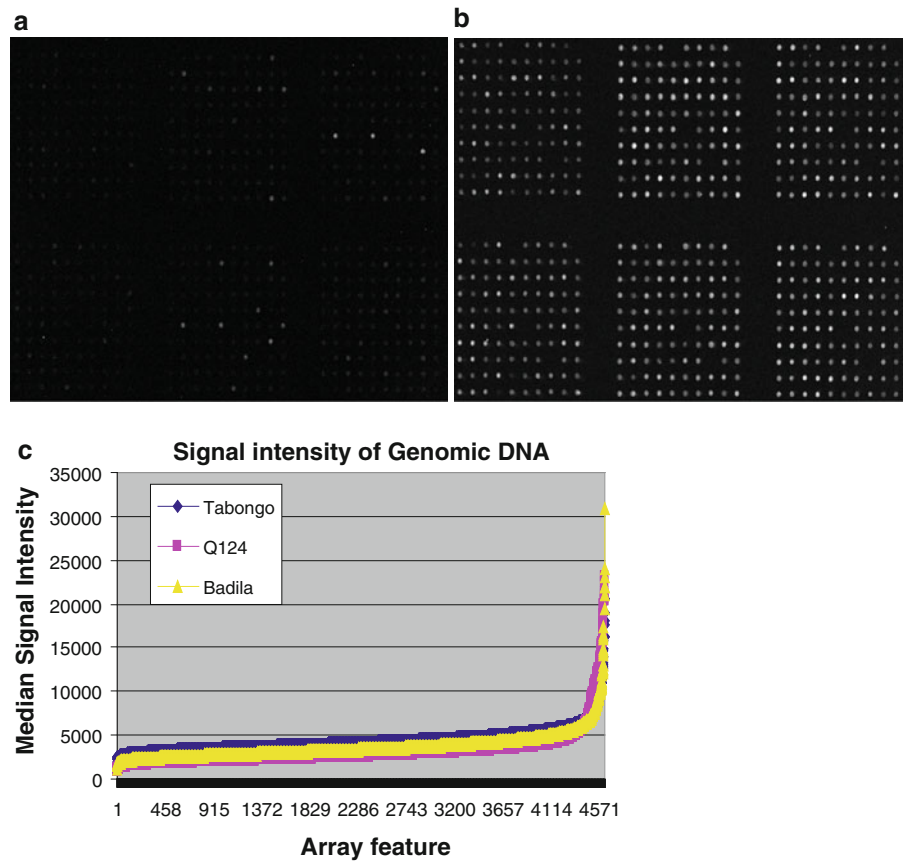 a
b
c
Signal intensity of Genomic DNA
35000
30000
25000
20000
15000
10000
5000
0
Median Signal Intensity
Tabongo
Q124
Badila
1 458 915 1372 1829 2286 2743 3200 3657 4114 4571
Array feature